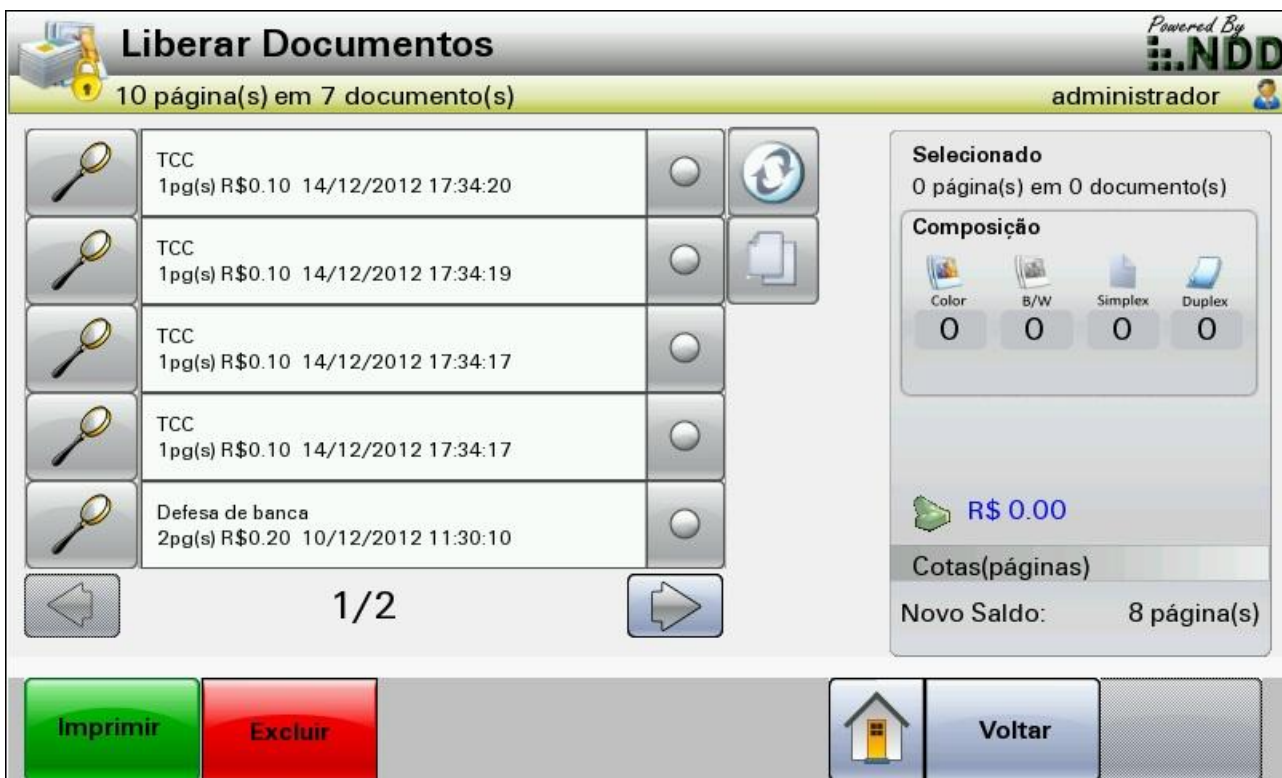 Liberar Documentos
Powered By
NDD
10 página(s) em 7 documento(s)
administrador
TCC
1pg(s) R$0.10 14/12/2012 17:34:20
TCC
1pg(s) R$0.10 14/12/2012 17:34:19
TCC
1pg(s) R$0.10 14/12/2012 17:34:17
TCC
1pg(s) R$0.10 14/12/2012 17:34:17
Defesa de banca
2pg(s) R$0.20 10/12/2012 11:30:10
1/2
Selecionado
0 página(s) em 0 documento(s)
Composição
Color B/W Simplex Duplex
0 0 0 0
R$ 0.00
Cotas(páginas)
Novo Saldo: 8 página(s)
Imprimir
Excluir
Voltar